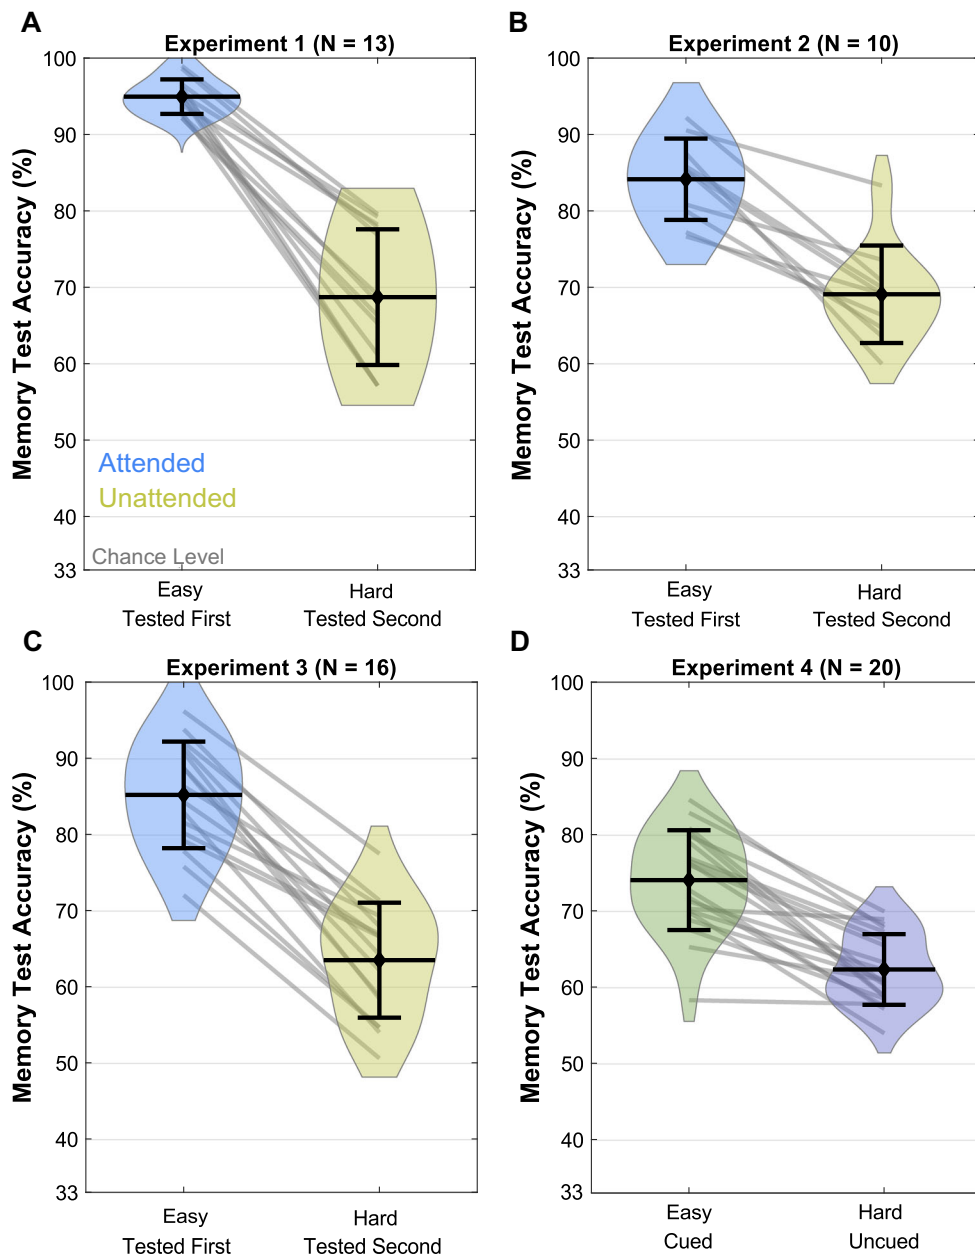 A
Experiment 1 (N = 13)
Memory Test Accuracy (%)
100
90
80
70
60
50
40
33
Attended
Unattended
Chance Level
Easy
Tested First
Hard
Tested Second
B
Experiment 2 (N = 10)
Memory Test Accuracy (%)
100
90
80
70
60
50
40
33
Easy
Tested First
Hard
Tested Second
C
Experiment 3 (N = 16)
Memory Test Accuracy (%)
100
90
80
70
60
50
40
33
Easy
Tested First
Hard
Tested Second
D
Experiment 4 (N = 20)
Memory Test Accuracy (%)
100
90
80
70
60
50
40
33
Easy
Cued
Hard
Uncued